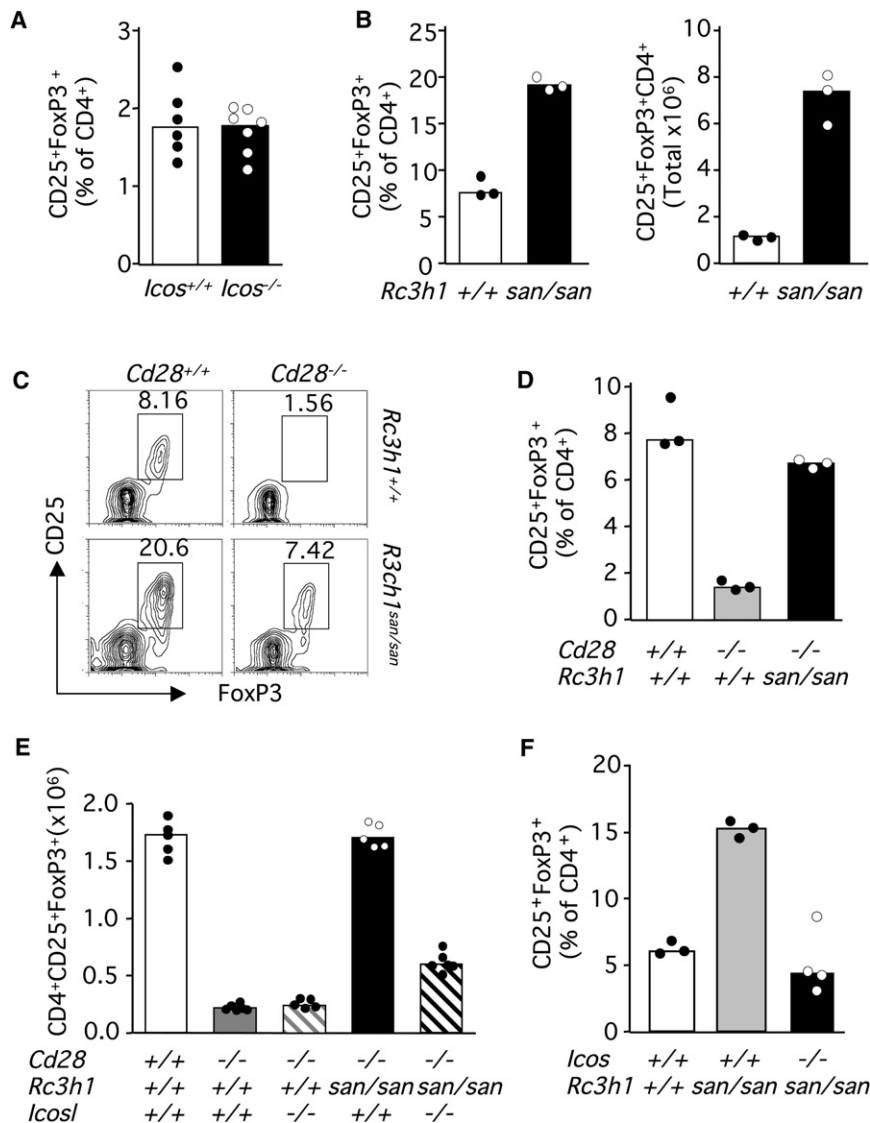 A
CD25+FoxP3+
(% of CD4+)
3
2
1
0
Icos+/+ Icos-/-
B
CD25+FoxP3+
(% of CD4+)
25
20
15
10
5
0
Rc3h1 +/+ san/san
CD25+FoxP3+CD4+
(Total x10⁶)
10
8
6
4
2
0
+/+ san/san
C
Cd28+/+ Cd28-/-
8.16 1.56
Rc3h1+/+
20.6 7.42
R3ch1san/san
CD25
FoxP3
D
CD25+FoxP3+
(% of CD4+)
10
8
6
4
2
0
Cd28 +/+ -/- -/-
Rc3h1 +/+ +/+ san/san
E
CD4+CD25+FoxP3+(x10⁶)
2.0
1.5
1.0
0.5
0.0
Cd28 +/+ -/- -/- -/- -/-
Rc3h1 +/+ +/+ +/+ san/san san/san
Icosl +/+ +/+ -/- +/+ -/-
F
CD25+FoxP3+
(% of CD4+)
20
15
10
5
0
Icos +/+ +/+ -/-
Rc3h1 +/+ san/san san/san